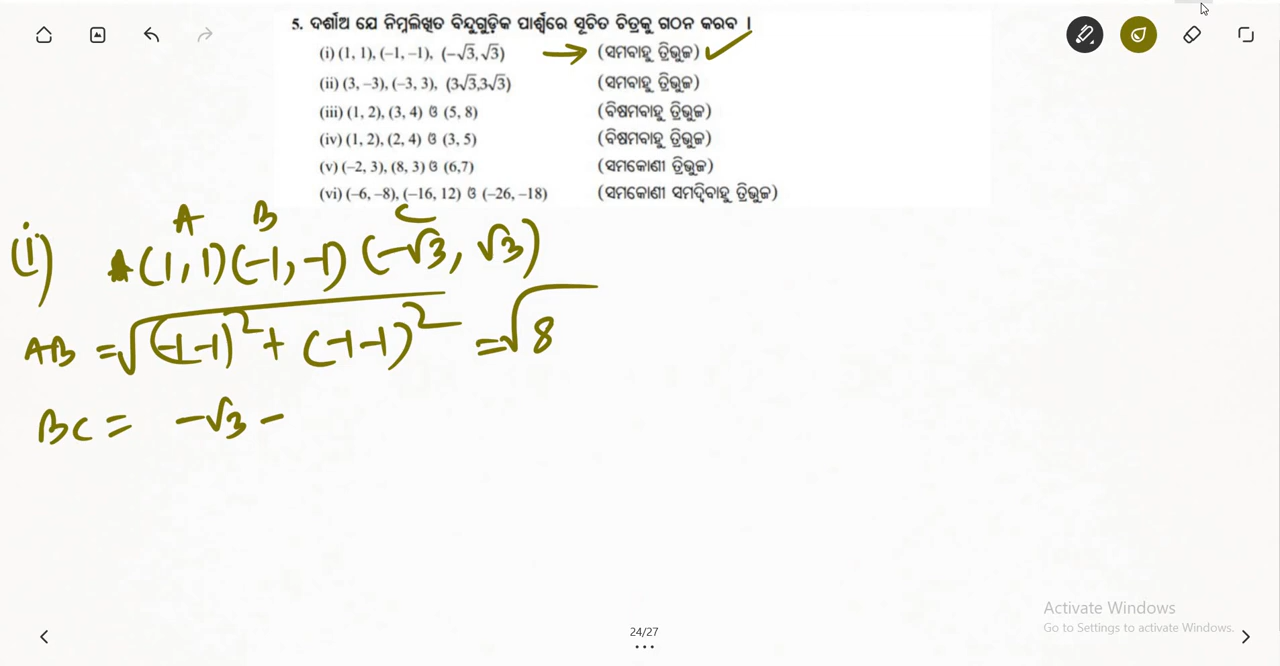 5. ଦର୍ଶାଅ ଯେ ନିମ୍ନଲିଖିତ ବିନ୍ଦୁଗୁଡ଼ିକ ପାର୍ଶ୍ୱରେ ସୂଚିତ ଚିତ୍ରକୁ ଗଠନ କରବ ।
(i) (1, 1), (−1, −1), (−√3, √3) → (ସମବାହୁ ତ୍ରିଭୁଜ) ✓
(ii) (3, −3), (−3, 3), (3√3,3√3) (ସମବାହୁ ତ୍ରିଭୁଜ)
(iii) (1, 2), (3, 4) ଓ (5, 8) (ବିଷମବାହୁ ତ୍ରିଭୁଜ)
(iv) (1, 2), (2, 4) ଓ (3, 5) (ବିଷମବାହୁ ତ୍ରିଭୁଜ)
(v) (−2, 3), (8, 3) ଓ (6,7) (ସମକୋଣୀ ତ୍ରିଭୁଜ)
(vi) (−6, −8), (−16, 12) ଓ (−26, −18) (ସମକୋଣୀ ସମଦ୍ୱିବାହୁ ତ୍ରିଭୁଜ)
A B C
(i) (1, 1) (−1, −1) (−√3, √3)
AB = √(−1−1)² + (−1−1)² = √8
BC = −√3 −
Activate Windows
Go to Settings to activate Windows.
24/27